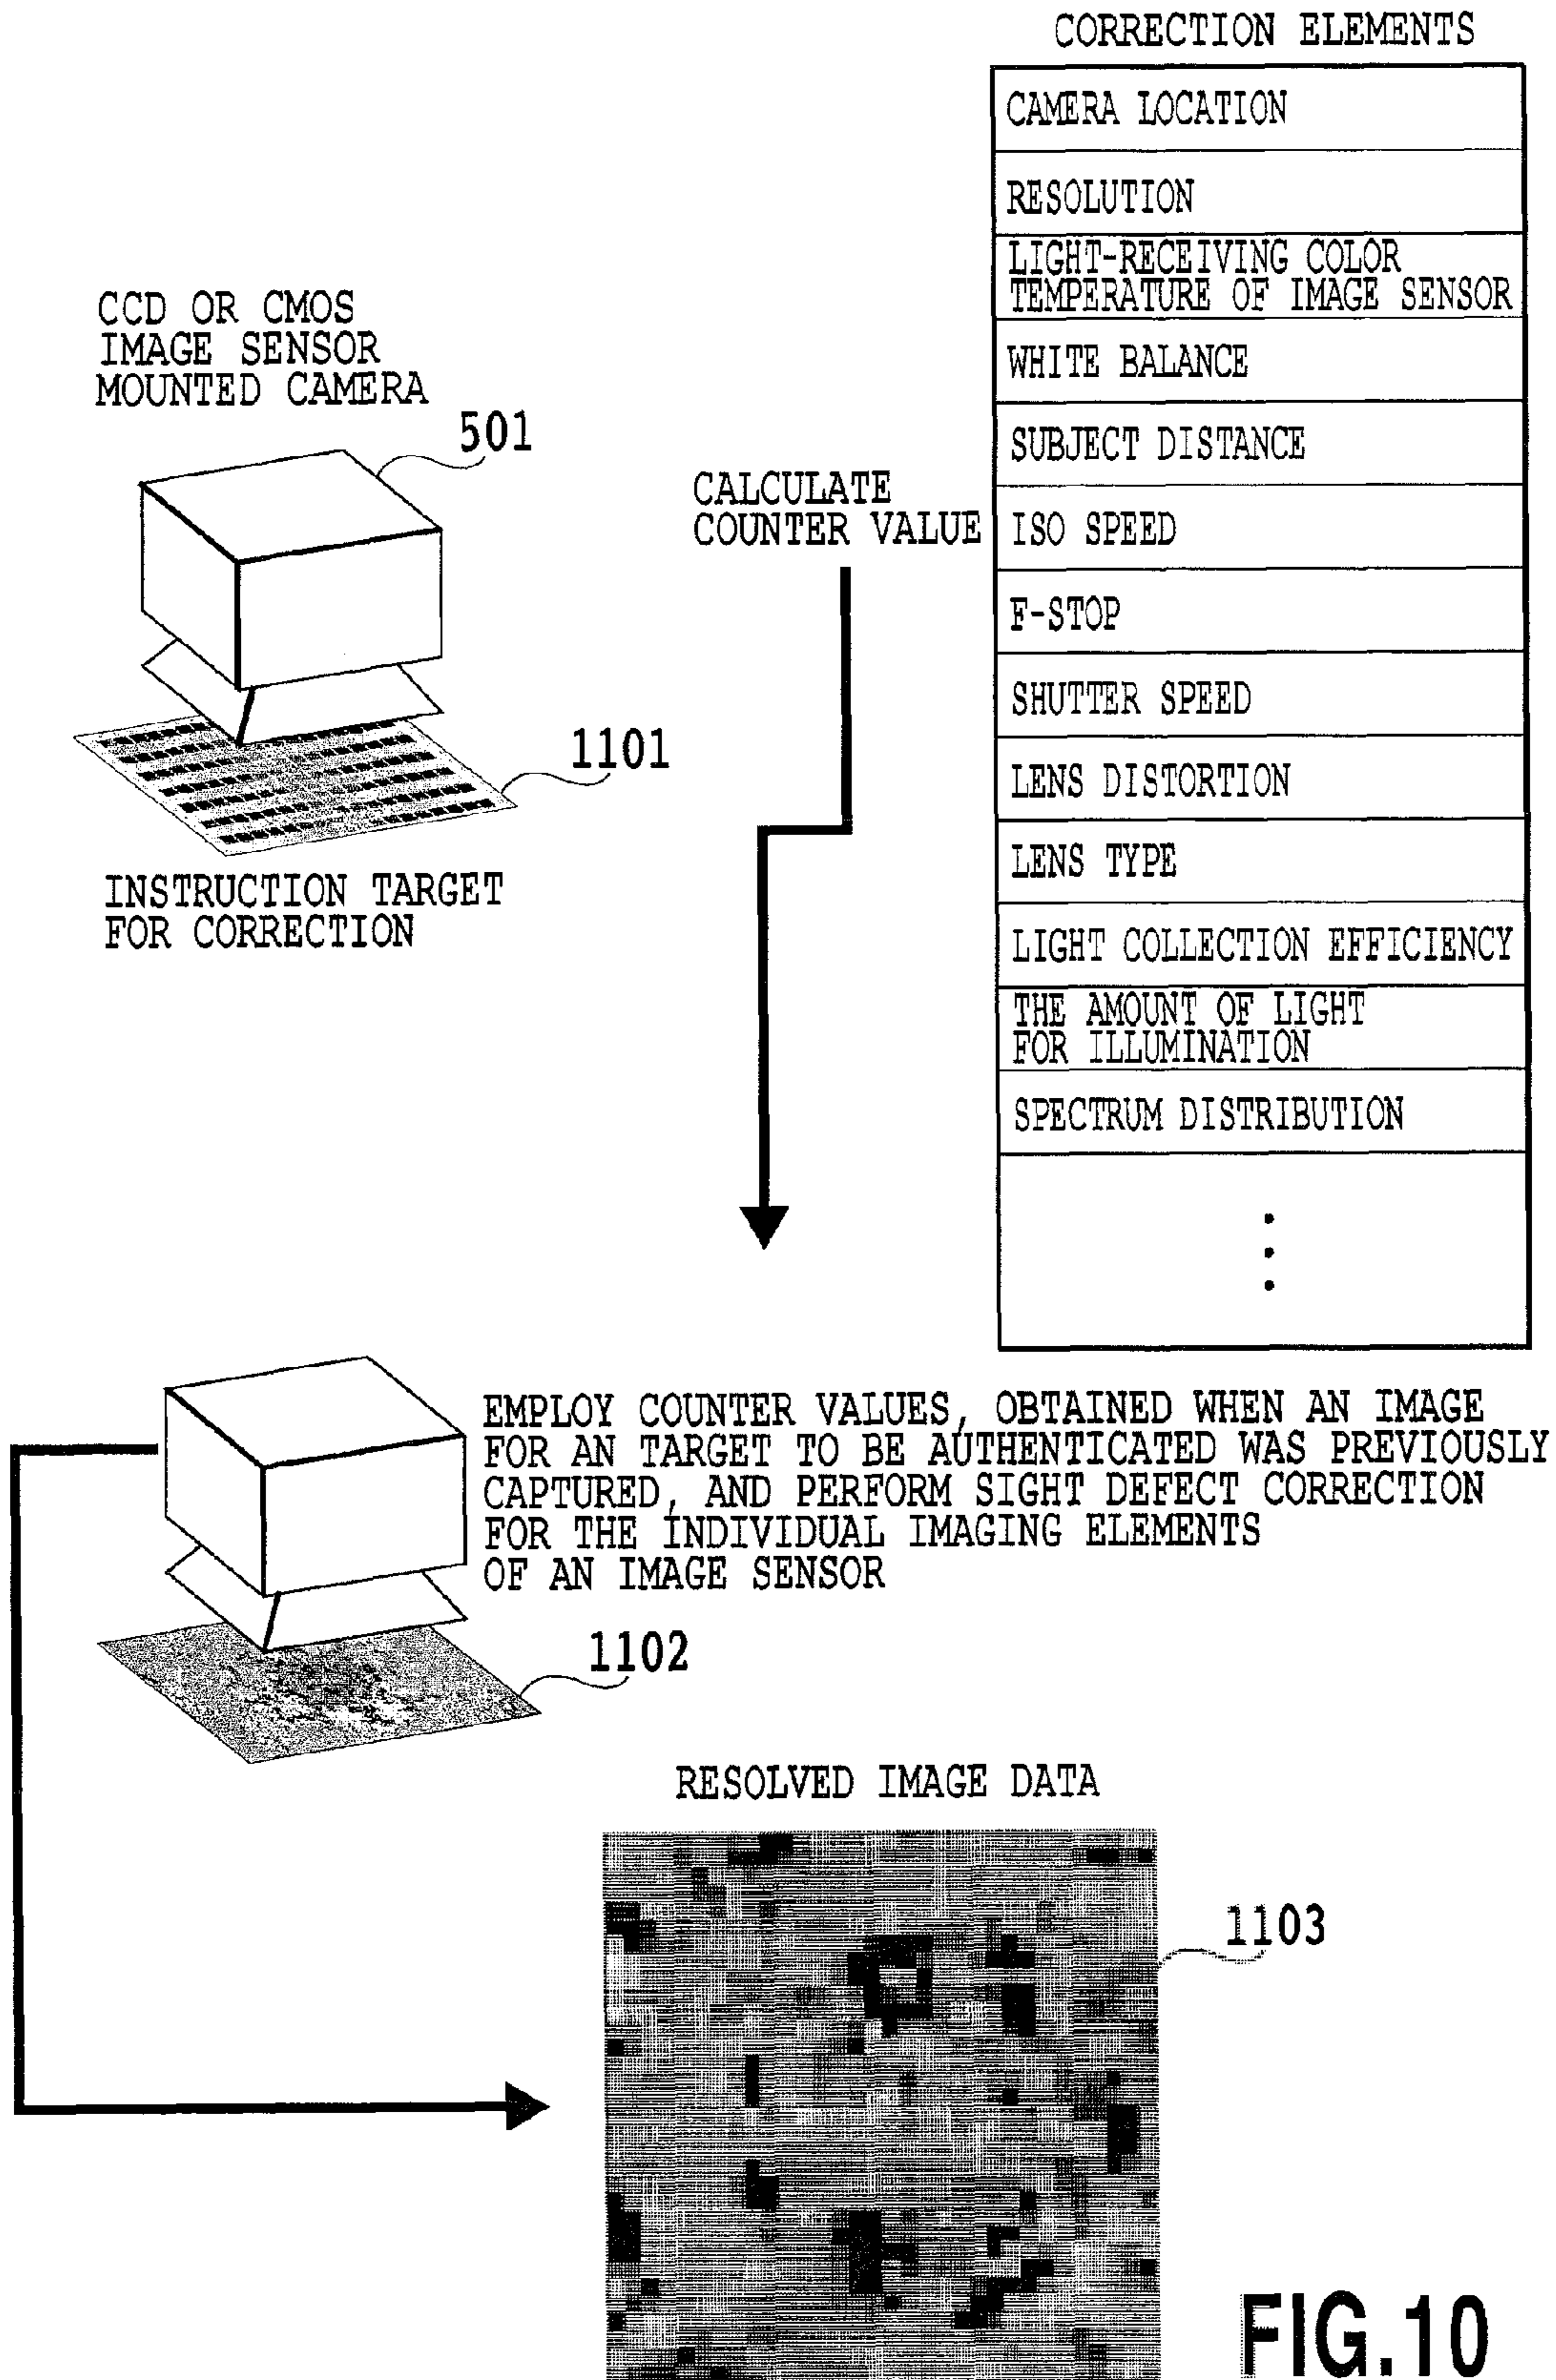 CORRECTION ELEMENTS
CAMERA LOCATION
RESOLUTION
LIGHT-RECEIVING COLOR
TEMPERATURE OF IMAGE SENSOR
WHITE BALANCE
SUBJECT DISTANCE
ISO SPEED
F-STOP
SHUTTER SPEED
LENS DISTORTION
LENS TYPE
LIGHT COLLECTION EFFICIENCY
THE AMOUNT OF LIGHT
FOR ILLUMINATION
SPECTRUM DISTRIBUTION
CCD OR CMOS
IMAGE SENSOR
MOUNTED CAMERA
501
CALCULATE
COUNTER VALUE
1101
INSTRUCTION TARGET
FOR CORRECTION
EMPLOY COUNTER VALUES, OBTAINED WHEN AN IMAGE
FOR AN TARGET TO BE AUTHENTICATED WAS PREVIOUSLY
CAPTURED, AND PERFORM SIGHT DEFECT CORRECTION
FOR THE INDIVIDUAL IMAGING ELEMENTS
OF AN IMAGE SENSOR
1102
RESOLVED IMAGE DATA
1103
FIG.10